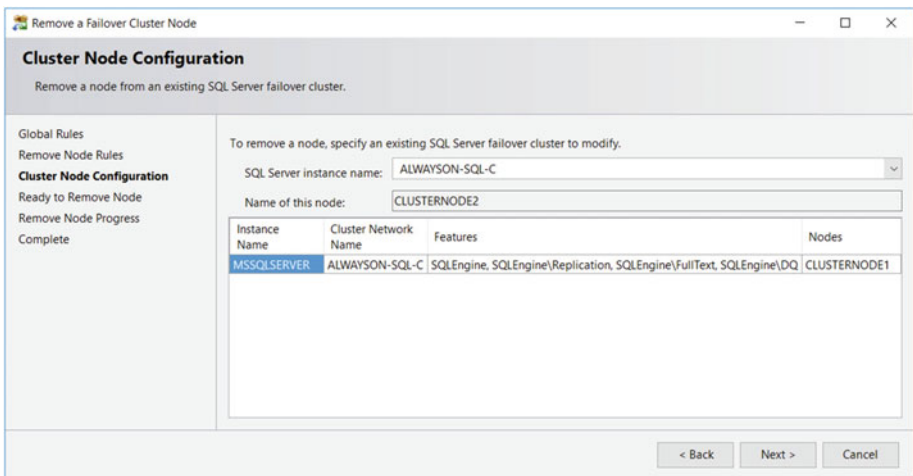 Remove a Failover Cluster Node
Cluster Node Configuration
Remove a node from an existing SQL Server failover cluster.
Global Rules
Remove Node Rules
Cluster Node Configuration
Ready to Remove Node
Remove Node Progress
Complete
To remove a node, specify an existing SQL Server failover cluster to modify.
SQL Server instance name: ALWAYSON-SQL-C
Name of this node: CLUSTERNODE2
Instance Name Cluster Network Name Features Nodes
MSSQLSERVER ALWAYSON-SQL-C SQLEngine, SQLEngine\Replication, SQLEngine\FullText, SQLEngine\DQ CLUSTERNODE1
< Back Next > Cancel